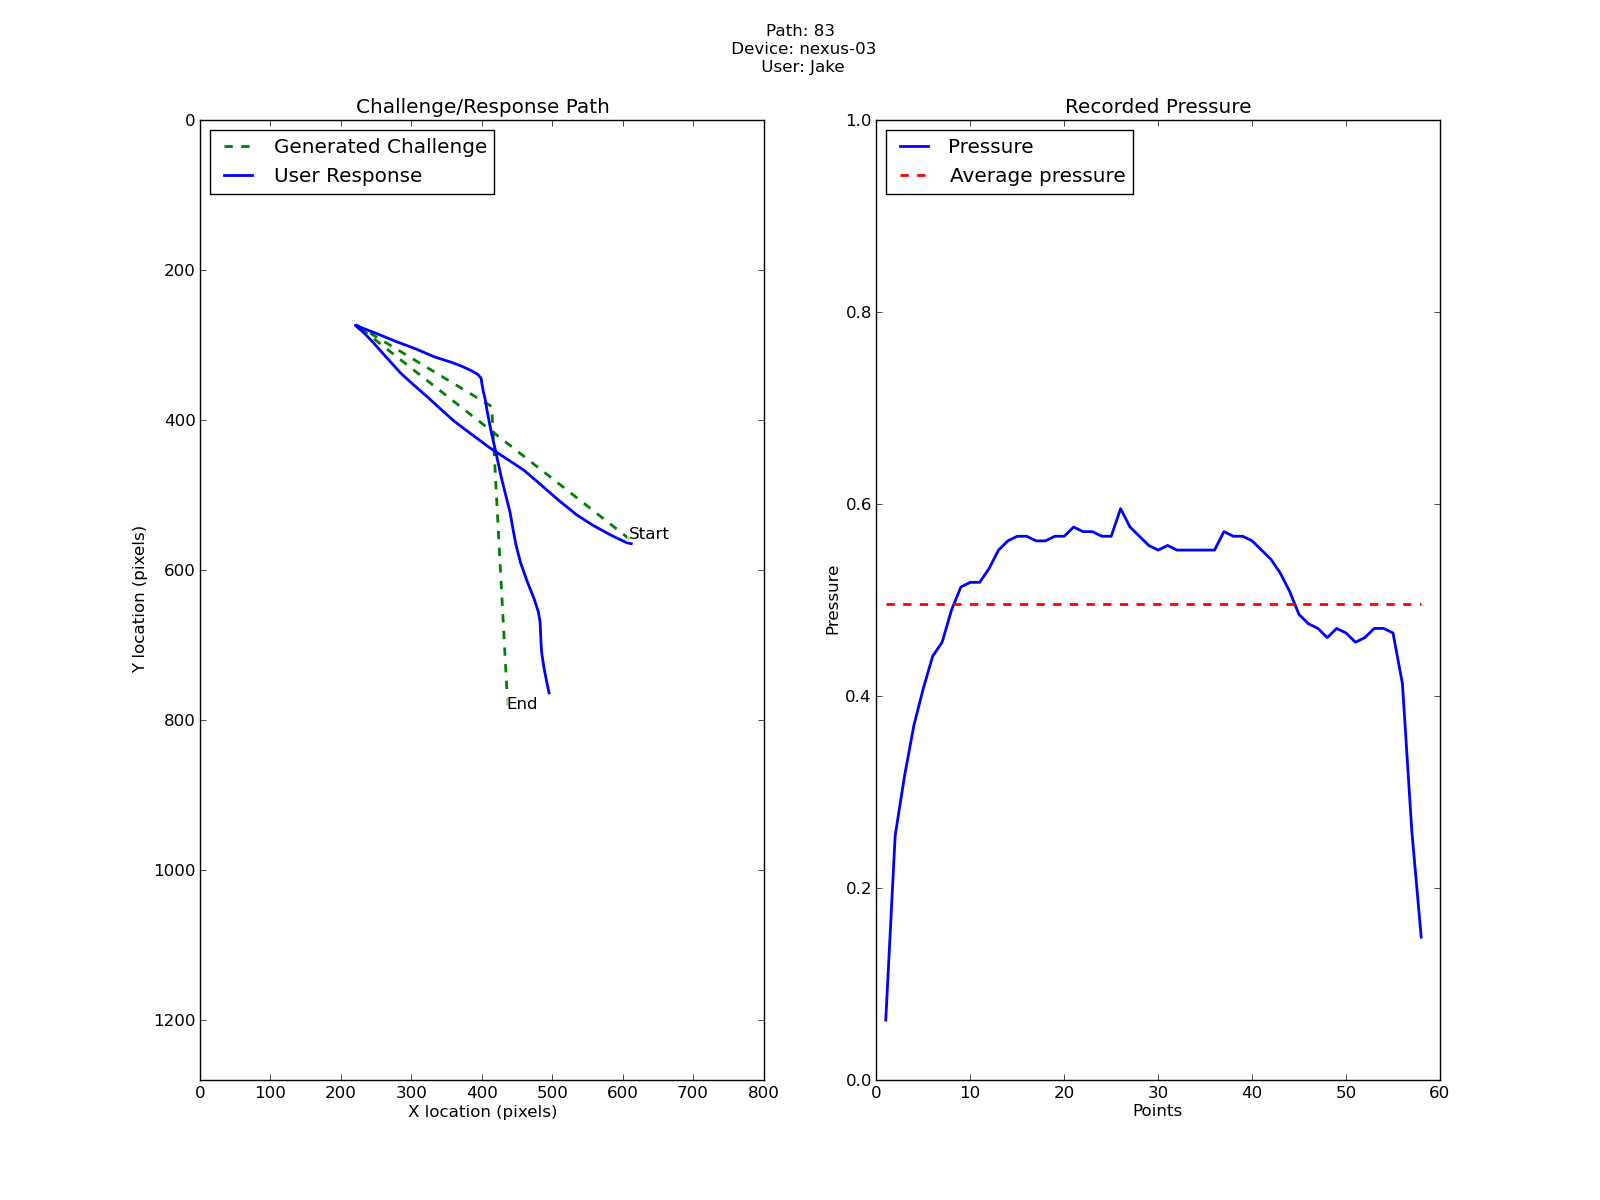 Path: 83
Device: nexus-03
User: Jake
Challenge/Response Path
Generated Challenge
User Response
Start
End
0
200
400
600
800
1000
1200
Y location (pixels)
0 100 200 300 400 500 600 700 800
X location (pixels)
Recorded Pressure
Pressure
Average pressure
1.0
0.8
0.6
0.4
0.2
0.0
Pressure
0 10 20 30 40 50 60
Points